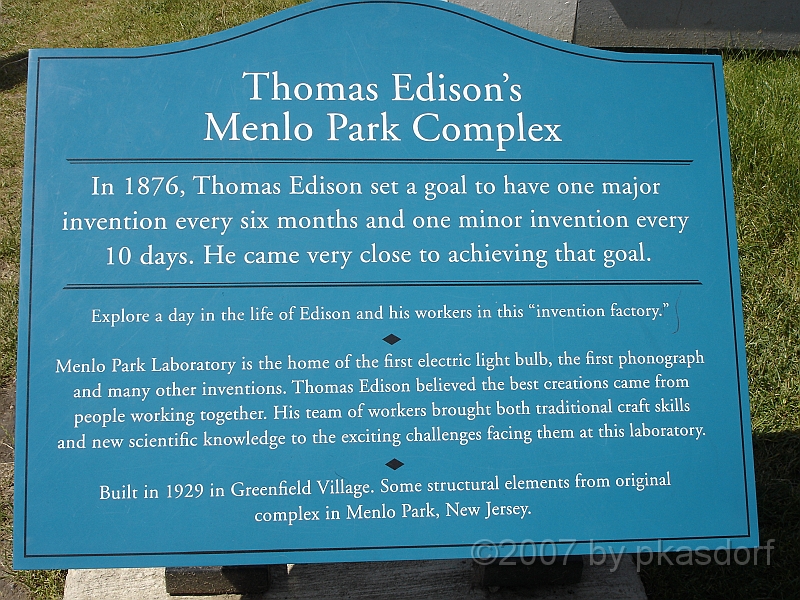 Thomas Edison's
Menlo Park Complex
In 1876, Thomas Edison set a goal to have one major
invention every six months and one minor invention every
10 days. He came very close to achieving that goal.
Explore a day in the life of Edison and his workers in this “invention factory.”
Menlo Park Laboratory is the home of the first electric light bulb, the first phonograph
and many other inventions. Thomas Edison believed the best creations came from
people working together. His team of workers brought both traditional craft skills
and new scientific knowledge to the exciting challenges facing them at this laboratory.
Built in 1929 in Greenfield Village. Some structural elements from original
complex in Menlo Park, New Jersey.
©2007 by pkasdorf